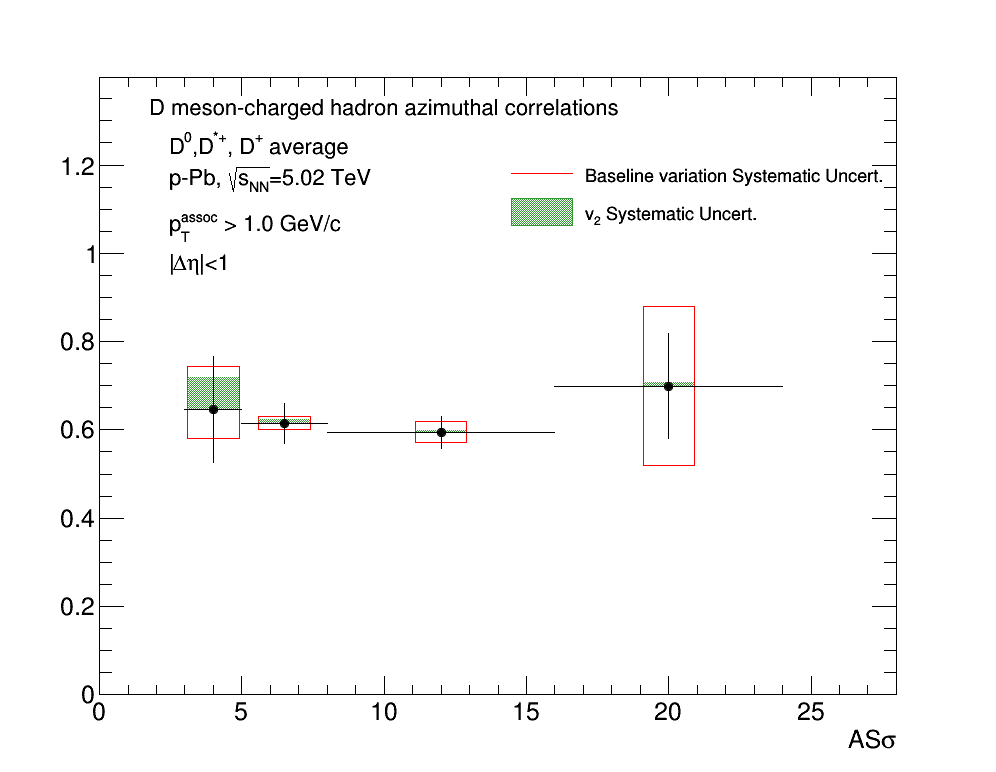 D meson-charged hadron azimuthal correlations
D⁰,D*⁺, D⁺ average
p-Pb, √sNN=5.02 TeV
pTassoc > 1.0 GeV/c
|Δη|<1
Baseline variation Systematic Uncert.
v₂ Systematic Uncert.
1.2
1
0.8
0.6
0.4
0.2
0
0 5 10 15 20 25
ASσ